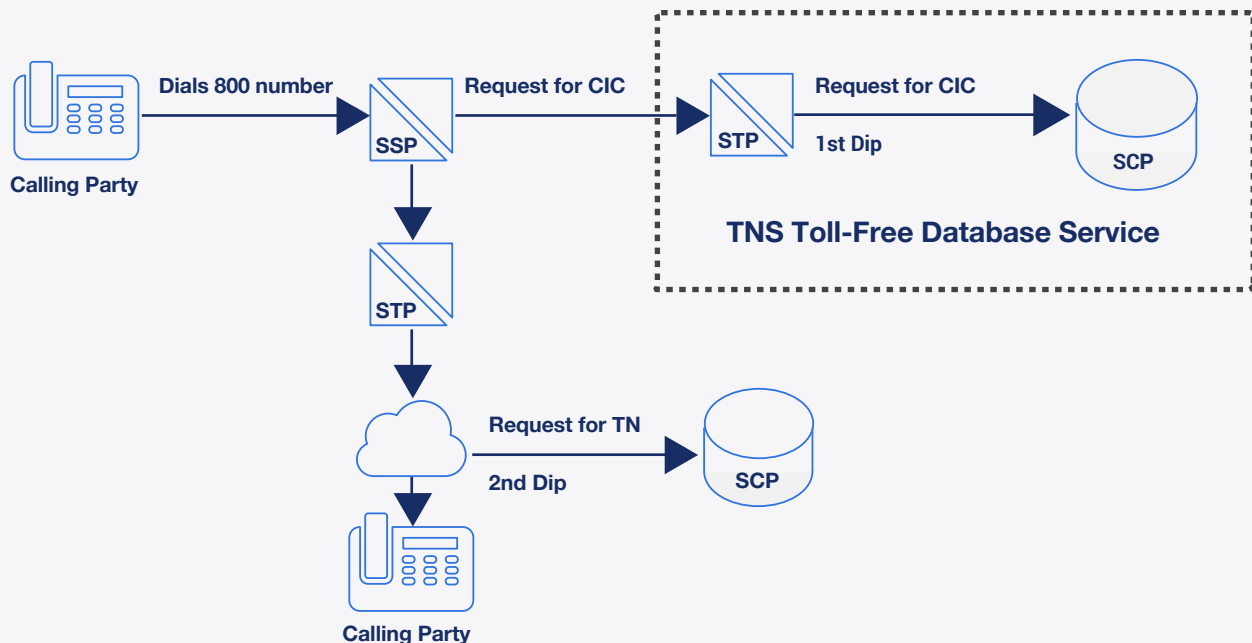 Dials 800 number
Request for CIC
Request for CIC
SSP
STP
1st Dip
SCP
Calling Party
TNS Toll-Free Database Service
STP
Request for TN
2nd Dip
SCP
Calling Party